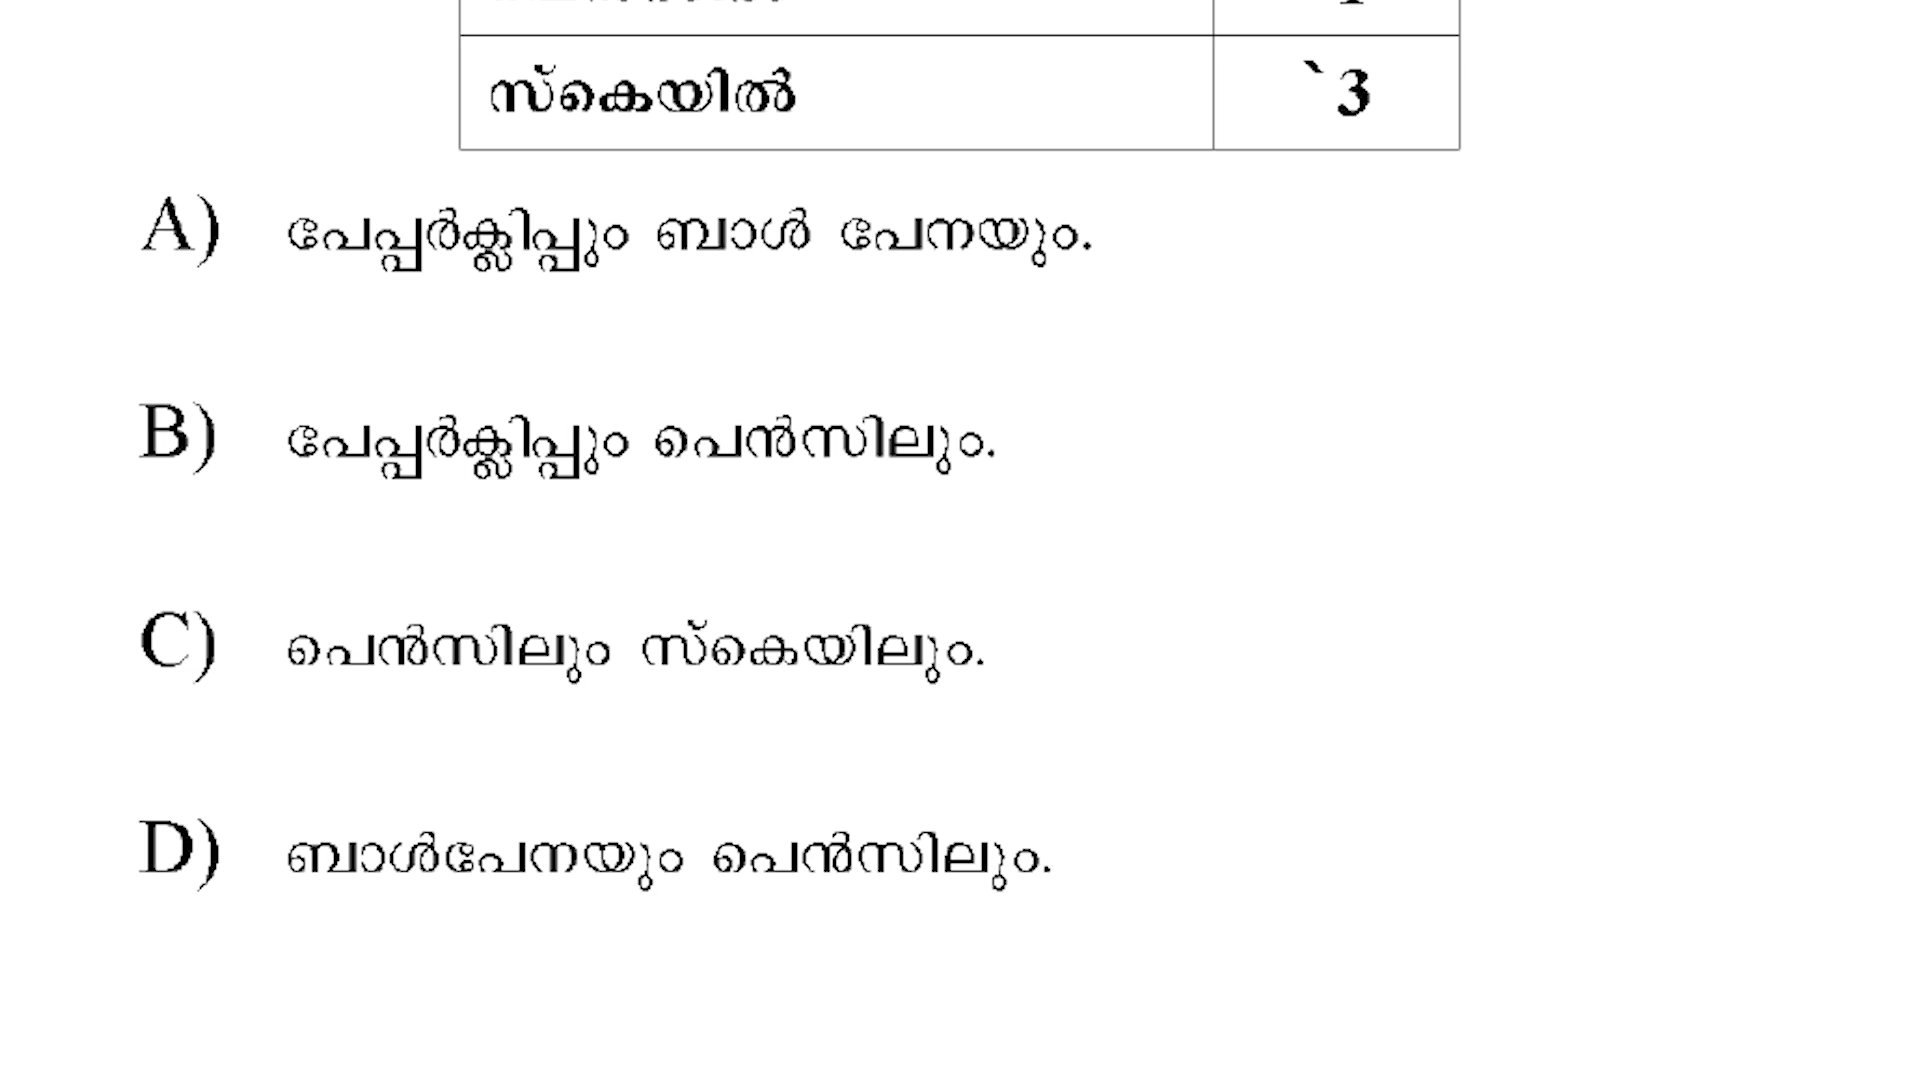 സ്കെയിൽ `3
A) പേപ്പർക്ലിപ്പും ബാൾ പേനയും.
B) പേപ്പർക്ലിപ്പും പെൻസിലും.
C) പെൻസിലും സ്കെയിലും.
D) ബാൾപേനയും പെൻസിലും.